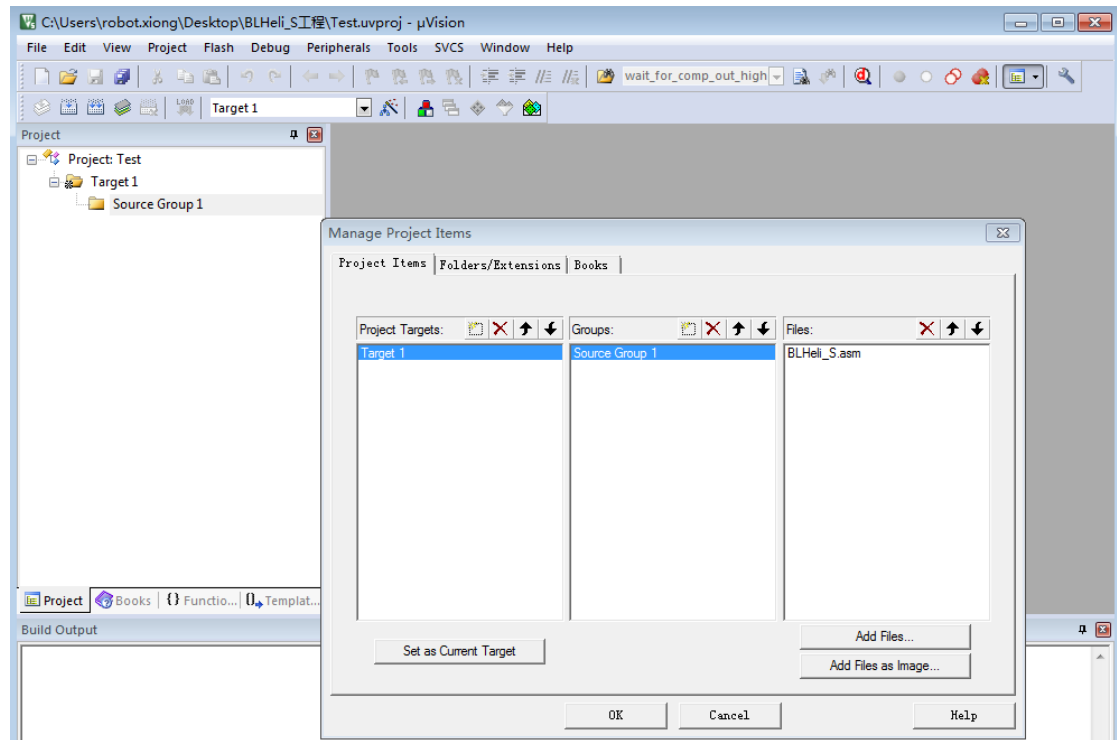 C:\Users\robot.xiong\Desktop\BLHeli_S工程\Test.uvproj - µVision
File Edit View Project Flash Debug Peripherals Tools SVCS Window Help
wait_for_comp_out_high
LOAD Target 1
Project
Project: Test
Target 1
Source Group 1
Manage Project Items
Project Items Folders/Extensions Books
Project Targets: Groups: Files:
Target 1 Source Group 1 BLHeli_S.asm
Project Books {} Functio... 0 Templat...
Build Output
Set as Current Target
Add Files...
Add Files as Image...
OK Cancel Help